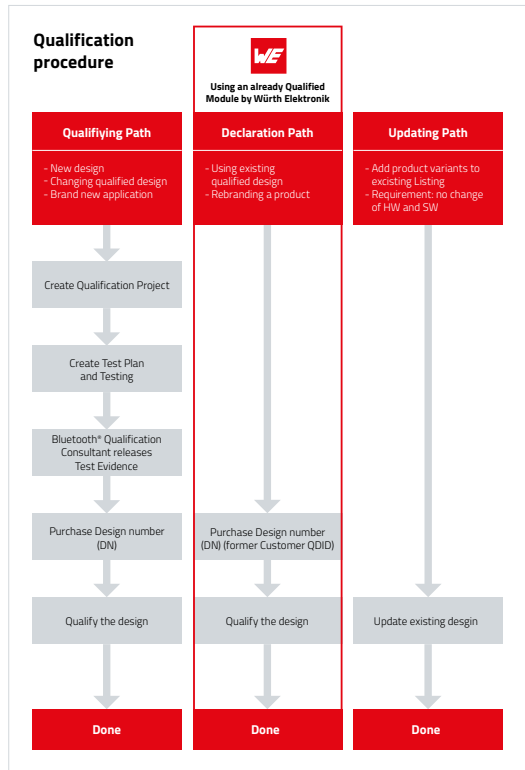 Qualification
procedure
WE
Using an already Qualified
Module by Würth Elektronik
Qualifiying Path
- New design
- Changing qualified design
- Brand new application
Create Qualification Project
Create Test Plan
and Testing
Bluetooth® Qualification
Consultant releases
Test Evidence
Purchase Design number
(DN)
Qualify the design
Done
Declaration Path
- Using existing
qualified design
- Rebranding a product
Purchase Design number
(DN) (former Customer QDID)
Qualify the design
Done
Updating Path
- Add product variants to
excisting Listing
- Requirement: no change
of HW and SW
Update existing desgin
Done